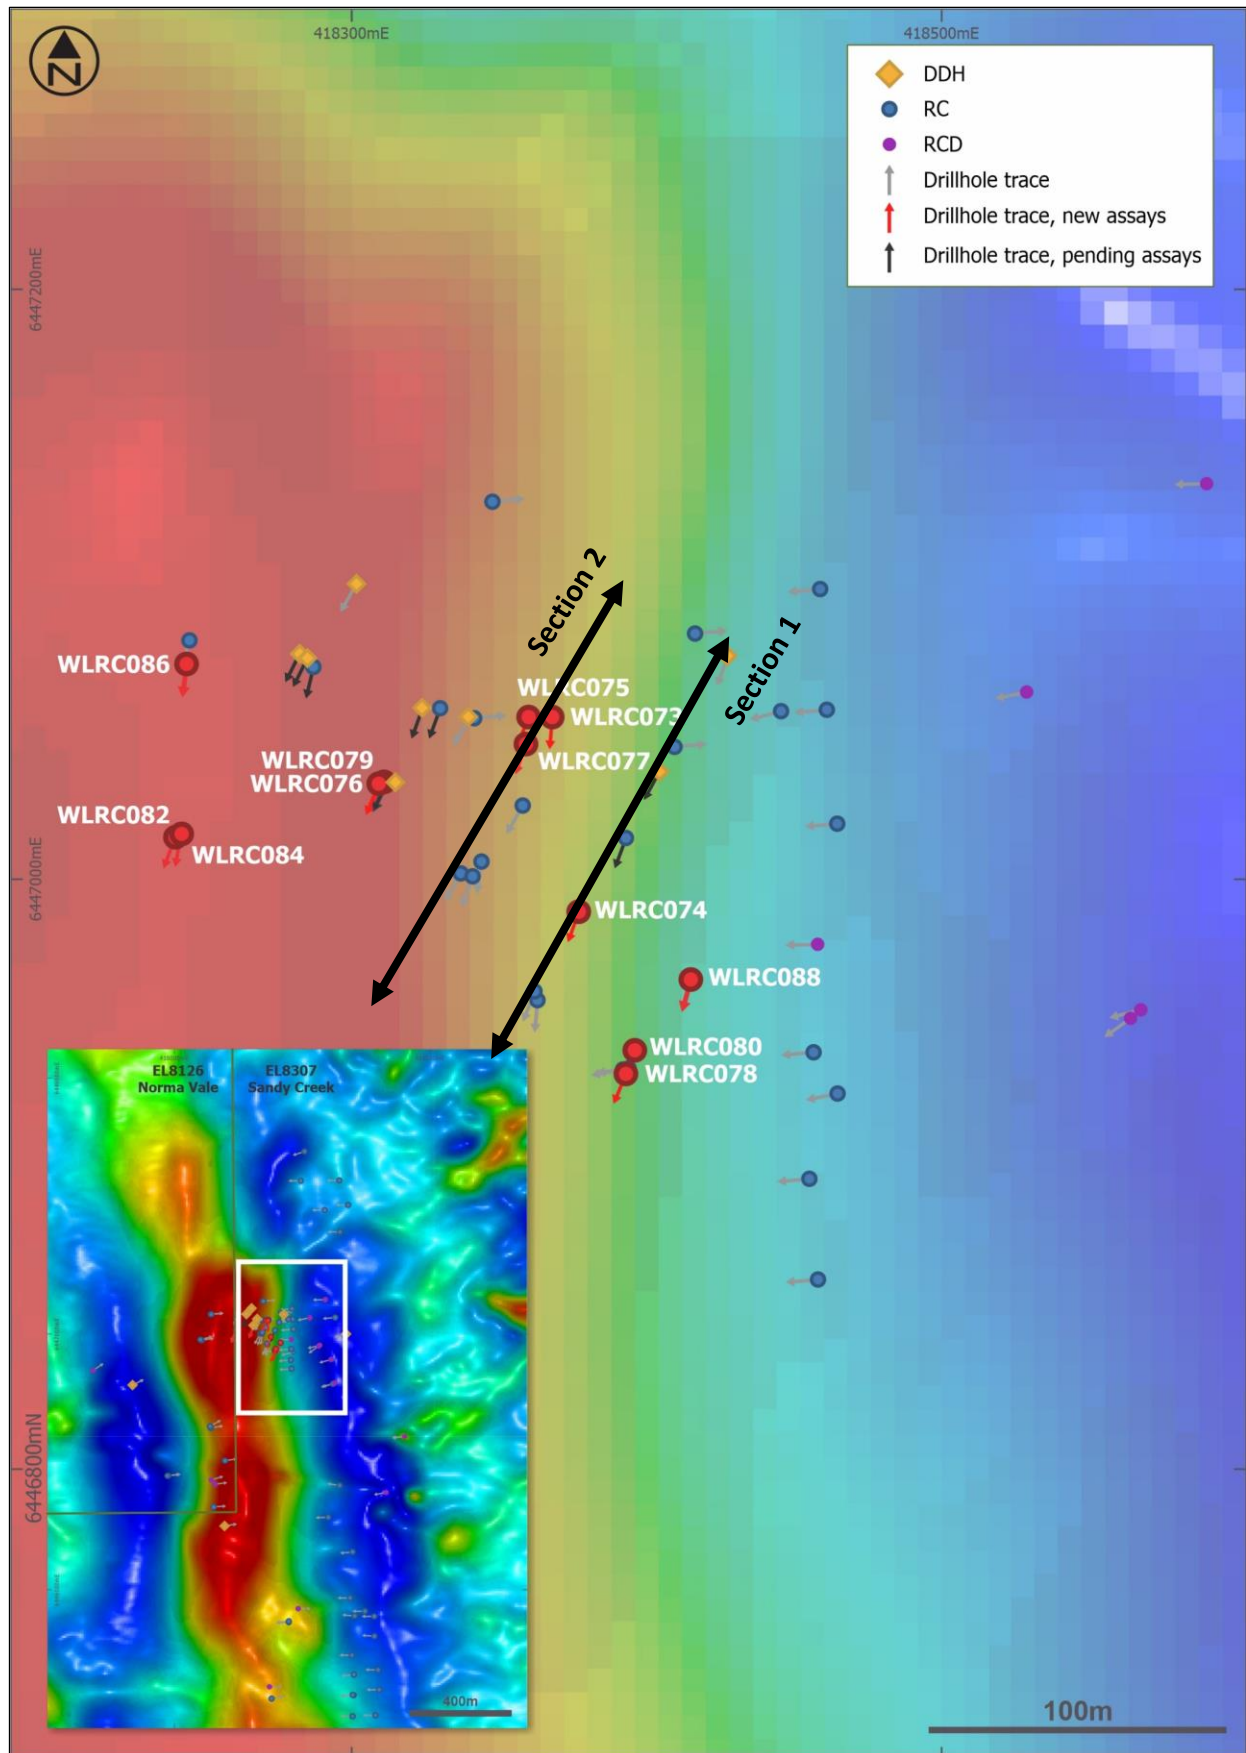 418300mE
418500mE
N
DDH
RC
RCD
Drillhole trace
Drillhole trace, new assays
Drillhole trace, pending assays
6447200mE
Section 2
Section 1
WLRC086
WLRC075
WLRC073
WLRC077
WLRC079
WLRC076
WLRC082
WLRC084
6447000mE
WLRC074
WLRC088
WLRC080
WLRC078
EL8126
Norma Vale
EL8307
Sandy Creek
6446800mN
400m
100m